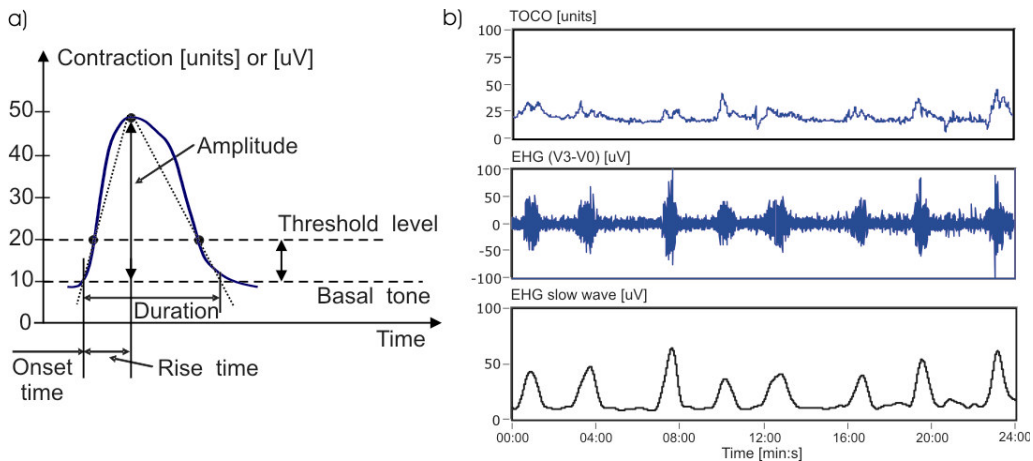 a)
Contraction [units] or [uV]
50
40
30
20
10
0
Amplitude
Threshold level
Basal tone
Duration
Time
Onset
time
Rise time
b)
TOCO [units]
100
75
50
25
0
EHG (V3-V0) [uV]
100
50
0
-50
-100
EHG slow wave [uV]
100
50
0
00:00 04:00 08:00 12:00 16:00 20:00 24:00
Time [min:s]